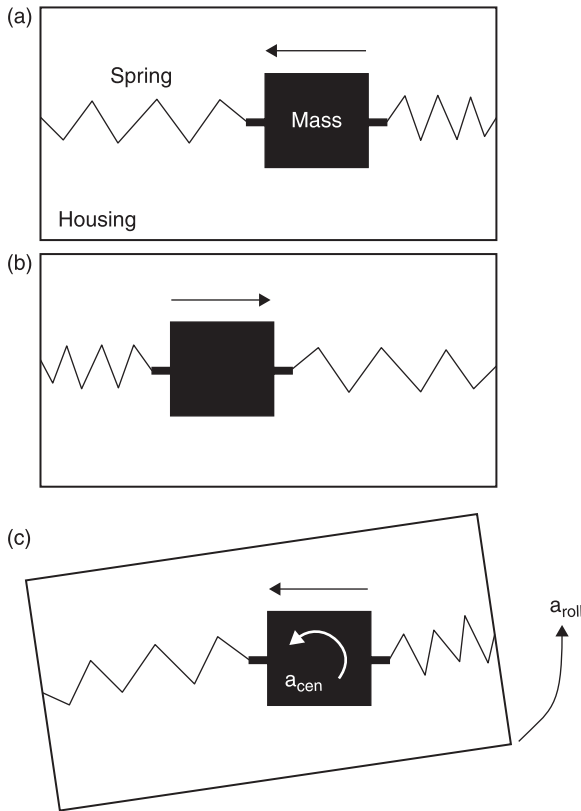 (a)
Spring
Mass
Housing
(b)
(c)
a_roll
a_cen